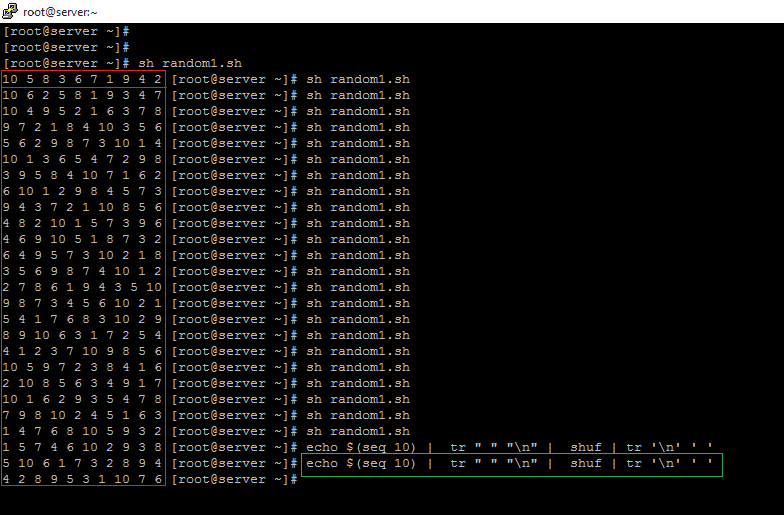 root@server:~
[root@server ~]#
[root@server ~]#
[root@server ~]# sh random1.sh
10 5 8 3 6 7 1 9 4 2 [root@server ~]# sh random1.sh
10 6 2 5 8 1 9 3 4 7 [root@server ~]# sh random1.sh
10 4 9 5 2 1 6 3 7 8 [root@server ~]# sh random1.sh
9 7 2 1 8 4 10 3 5 6 [root@server ~]# sh random1.sh
5 6 2 9 8 7 3 10 1 4 [root@server ~]# sh random1.sh
10 1 3 6 5 4 7 2 9 8 [root@server ~]# sh random1.sh
3 9 5 8 4 10 7 1 6 2 [root@server ~]# sh random1.sh
6 10 1 2 9 8 4 5 7 3 [root@server ~]# sh random1.sh
9 4 3 7 2 1 10 8 5 6 [root@server ~]# sh random1.sh
4 8 2 10 1 5 7 3 9 6 [root@server ~]# sh random1.sh
4 6 9 10 5 1 8 7 3 2 [root@server ~]# sh random1.sh
6 4 9 5 7 3 10 2 1 8 [root@server ~]# sh random1.sh
3 5 6 9 8 7 4 10 1 2 [root@server ~]# sh random1.sh
2 7 8 6 1 9 4 3 5 10 [root@server ~]# sh random1.sh
9 8 7 3 4 5 6 10 2 1 [root@server ~]# sh random1.sh
5 4 1 7 6 8 3 10 2 9 [root@server ~]# sh random1.sh
8 9 10 6 3 1 7 2 5 4 [root@server ~]# sh random1.sh
4 1 2 3 7 10 9 8 5 6 [root@server ~]# sh random1.sh
10 5 9 7 2 3 8 4 1 6 [root@server ~]# sh random1.sh
2 10 8 5 6 3 4 9 1 7 [root@server ~]# sh random1.sh
10 1 6 2 9 3 5 4 7 8 [root@server ~]# sh random1.sh
7 9 8 10 2 4 5 1 6 3 [root@server ~]# sh random1.sh
1 4 7 6 8 10 5 9 3 2 [root@server ~]# sh random1.sh
1 5 7 4 6 10 2 9 3 8 [root@server ~]# echo $(seq 10) |  tr " " "\n" |  shuf | tr '\n' ' '
5 10 6 1 7 3 2 8 9 4 [root@server ~]# echo $(seq 10) |  tr " " "\n" |  shuf | tr '\n' ' '
4 2 8 9 5 3 1 10 7 6 [root@server ~]#